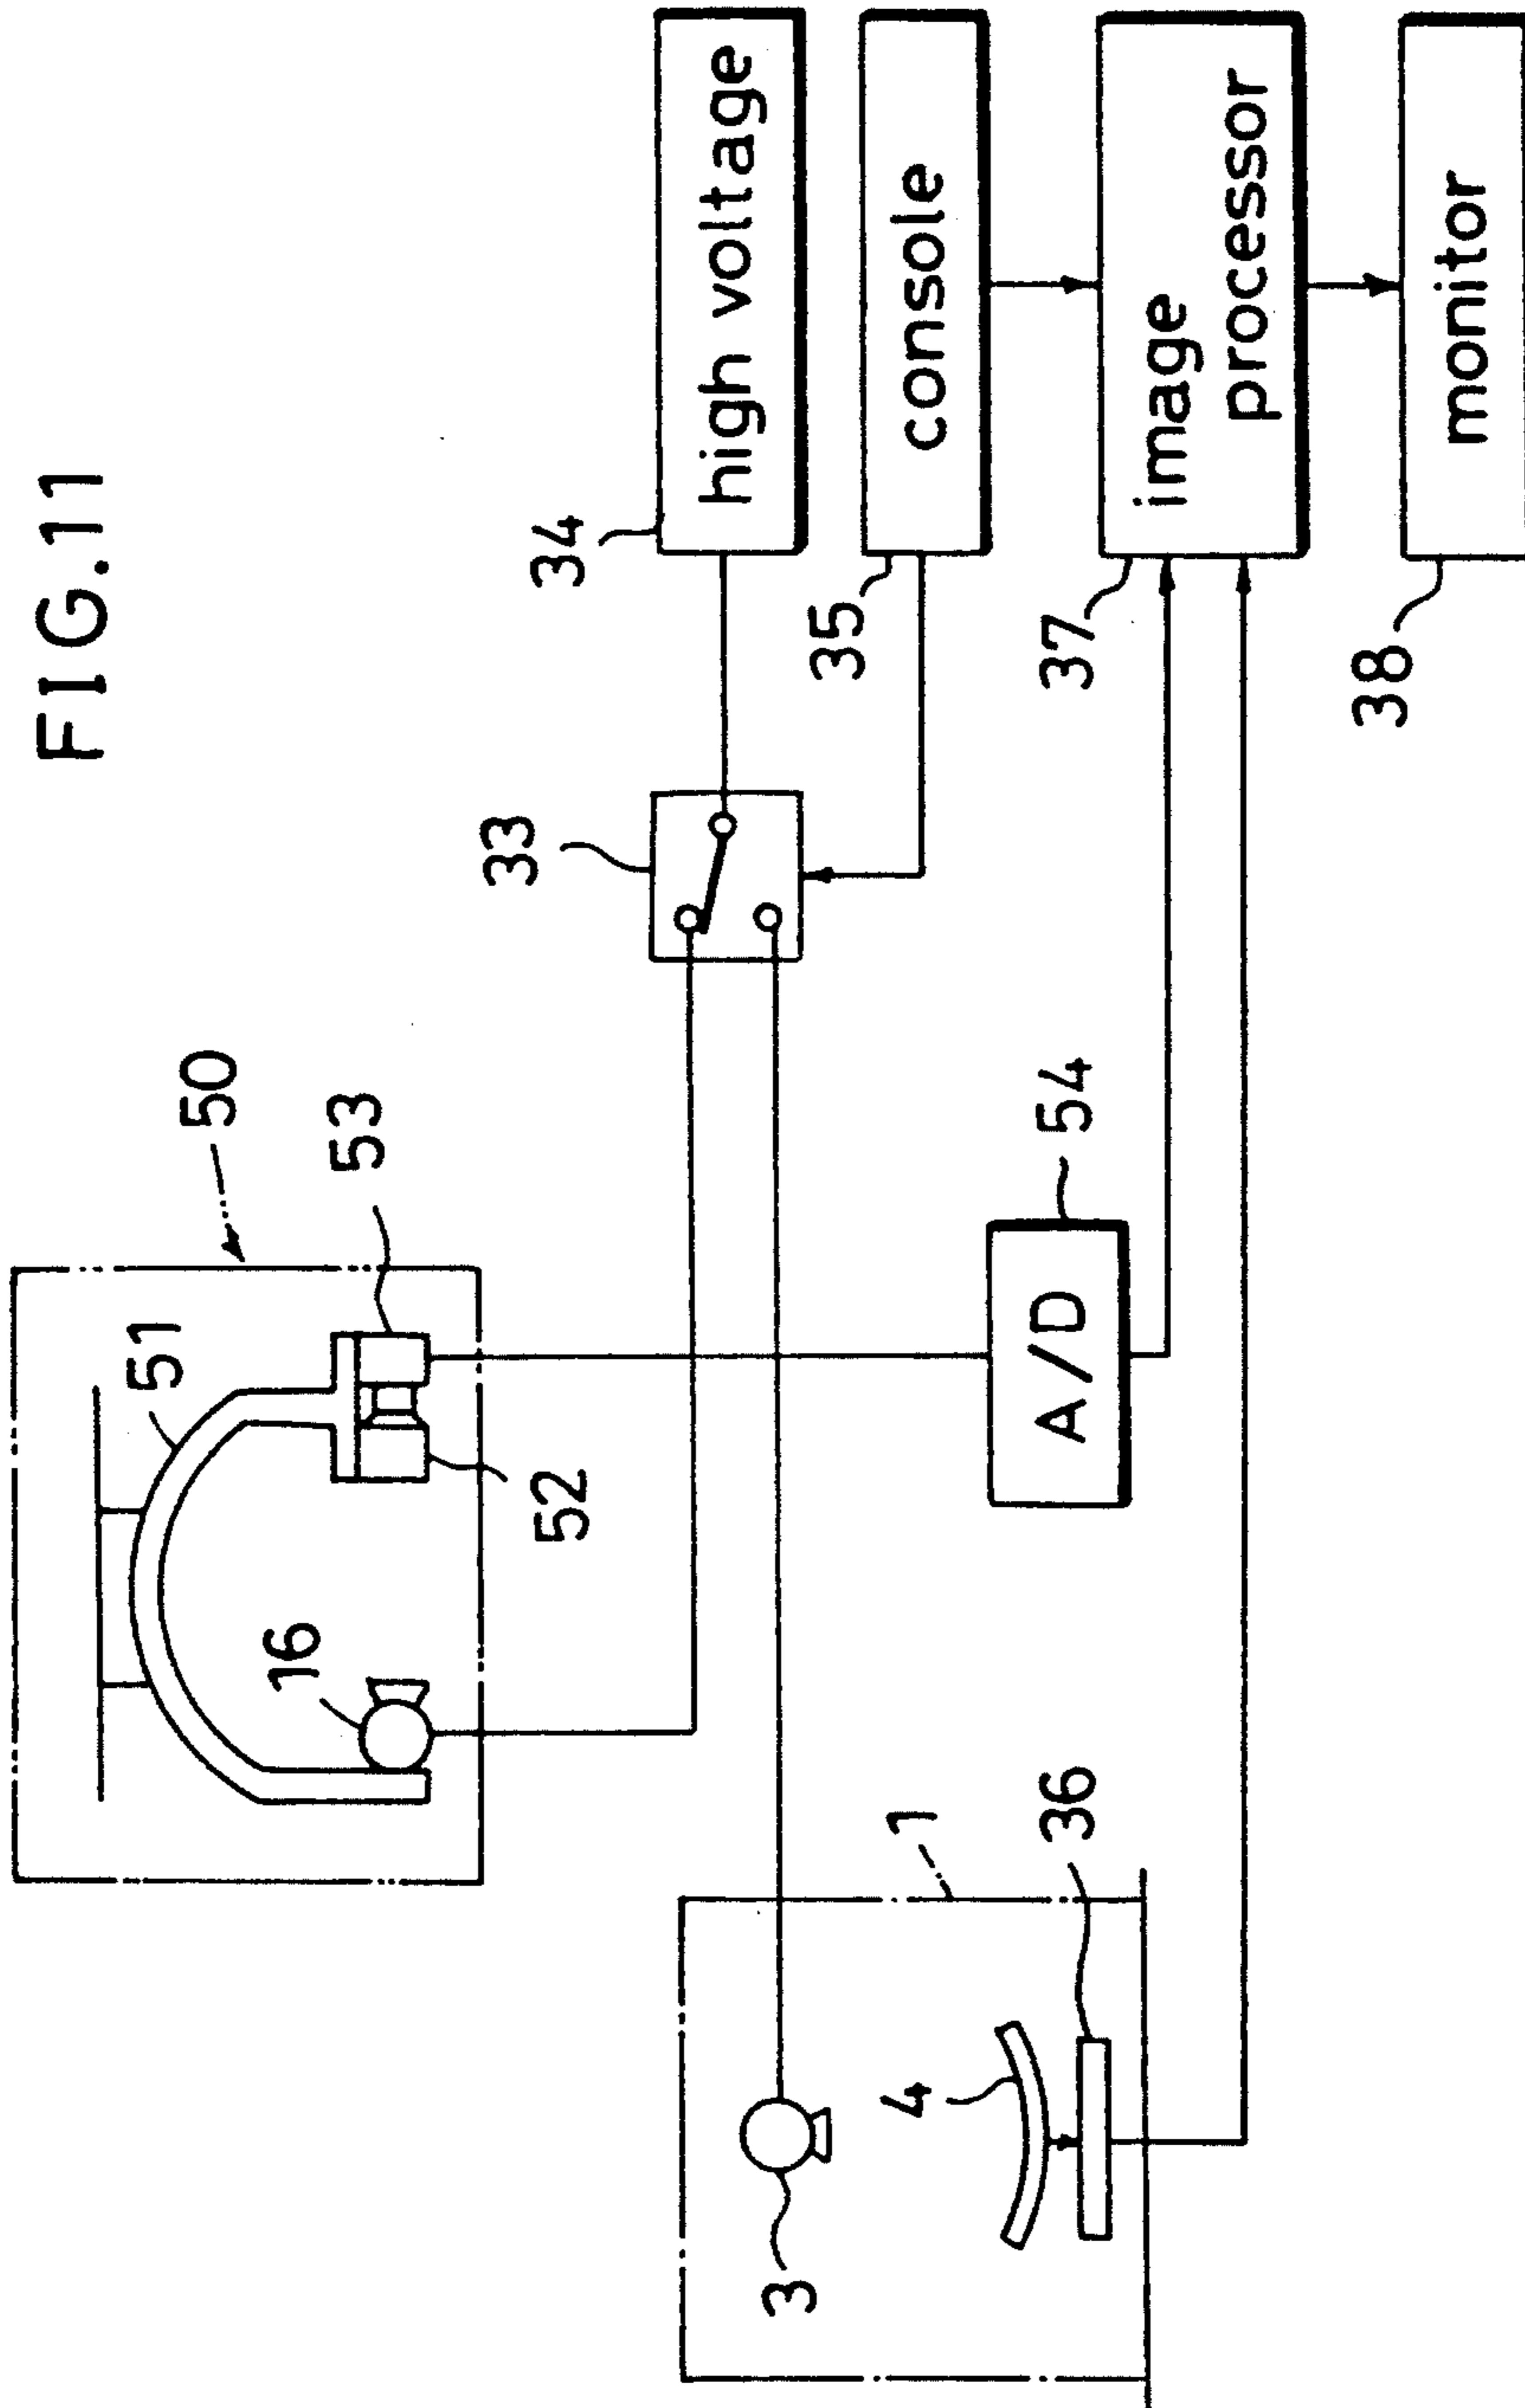 FIG.11
50
51
53
16
52
33
34
high voltage
35
console
1
3
4
36
A/D
54
37
image
processor
38
monitor